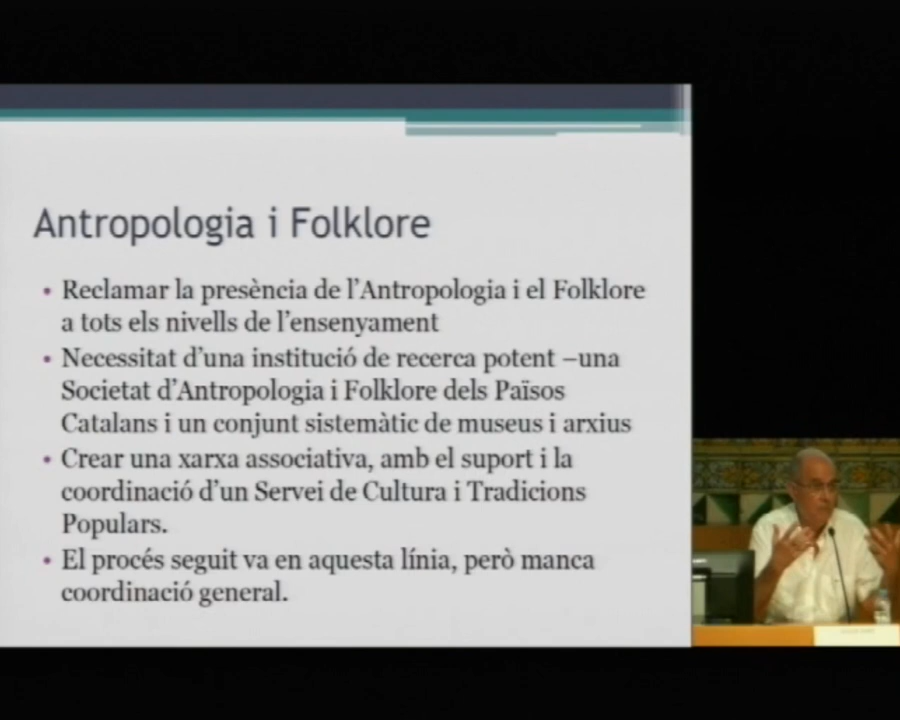 Antropologia i Folklore
• Reclamar la presència de l'Antropologia i el Folklore
a tots els nivells de l'ensenyament
• Necessitat d'una institució de recerca potent –una
Societat d'Antropologia i Folklore dels Països
Catalans i un conjunt sistemàtic de museus i arxius
• Crear una xarxa associativa, amb el suport i la
coordinació d'un Servei de Cultura i Tradicions
Populars.
• El procés seguit va en aquesta línia, però manca
coordinació general.